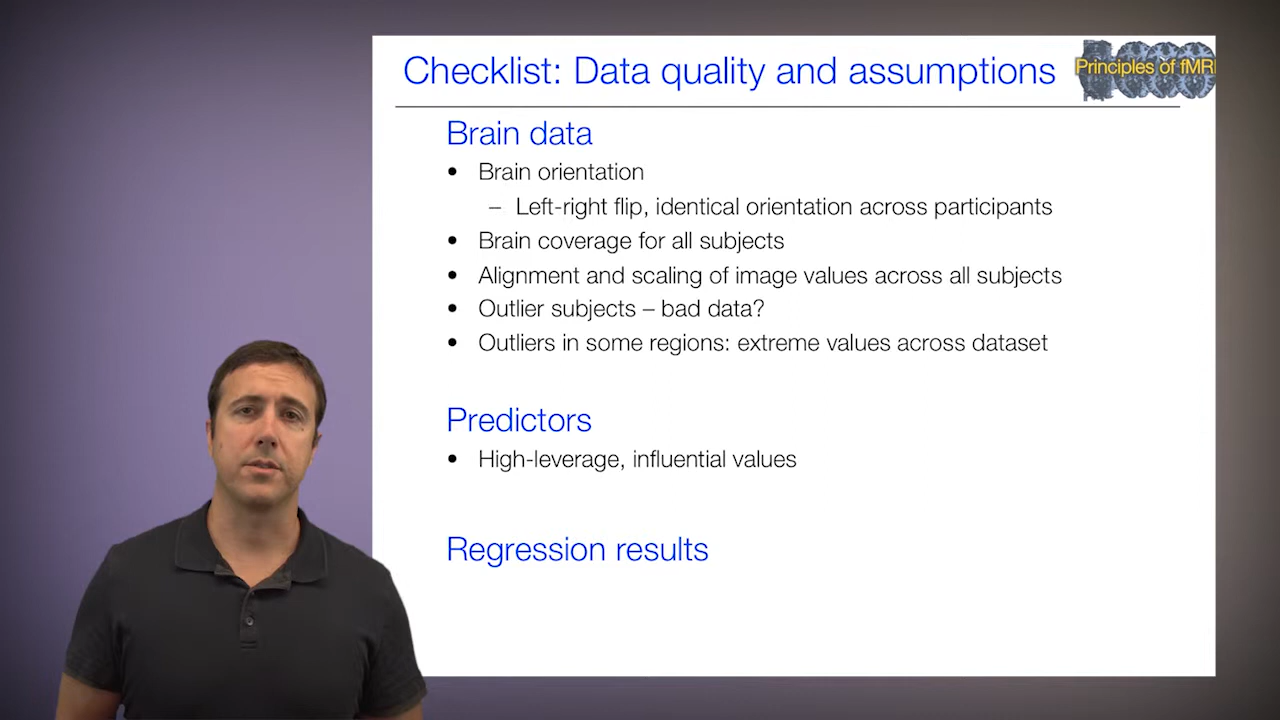 Checklist: Data quality and assumptions
Principles of fMRI
Brain data
• Brain orientation
– Left-right flip, identical orientation across participants
• Brain coverage for all subjects
• Alignment and scaling of image values across all subjects
• Outlier subjects – bad data?
• Outliers in some regions: extreme values across dataset
Predictors
• High-leverage, influential values
Regression results